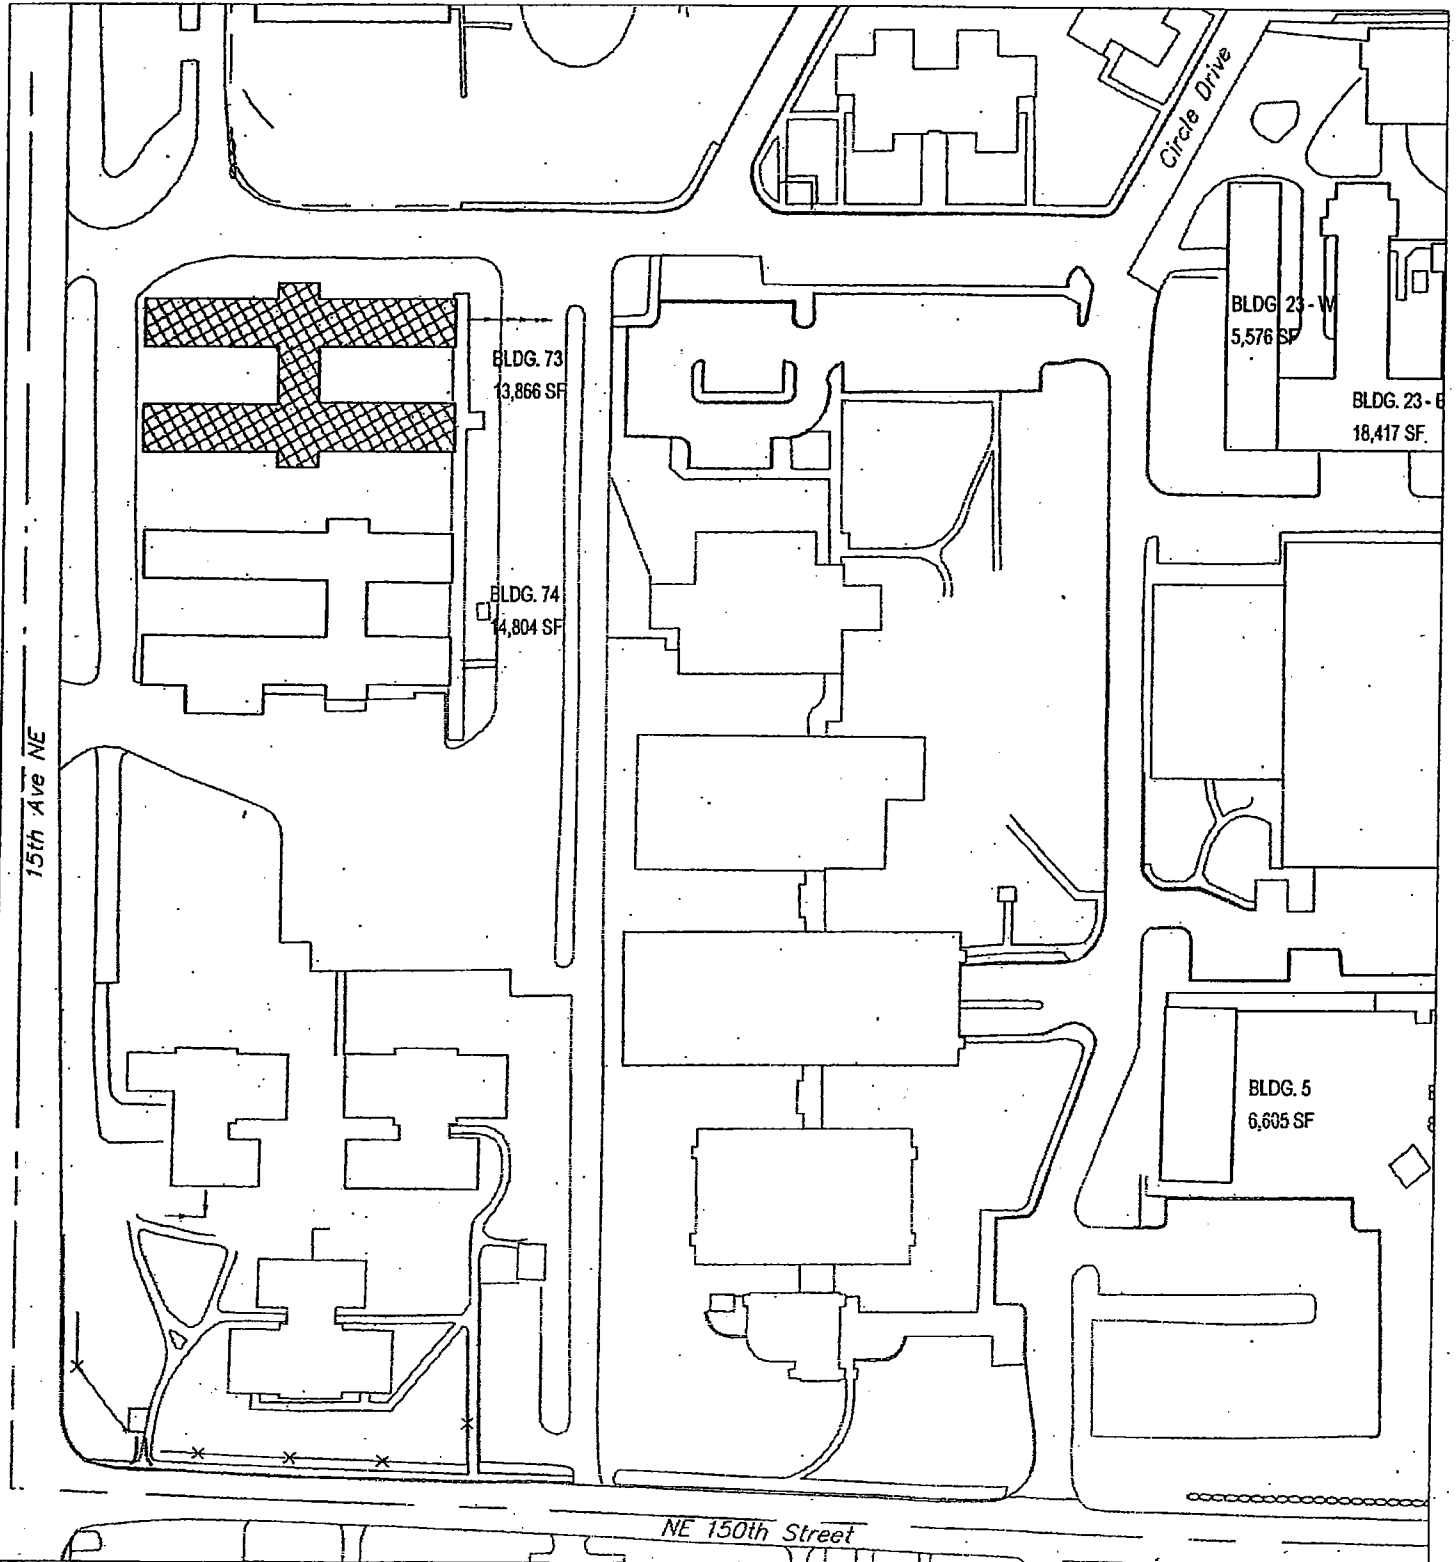 Circle Drive
BLDG. 23 - W
5,576 SF
BLDG. 73
13,866 SF
BLDG. 23 - E
18,417 SF
BLDG. 74
14,804 SF
15th Ave NE
BLDG. 5
6,605 SF
NE 150th Street